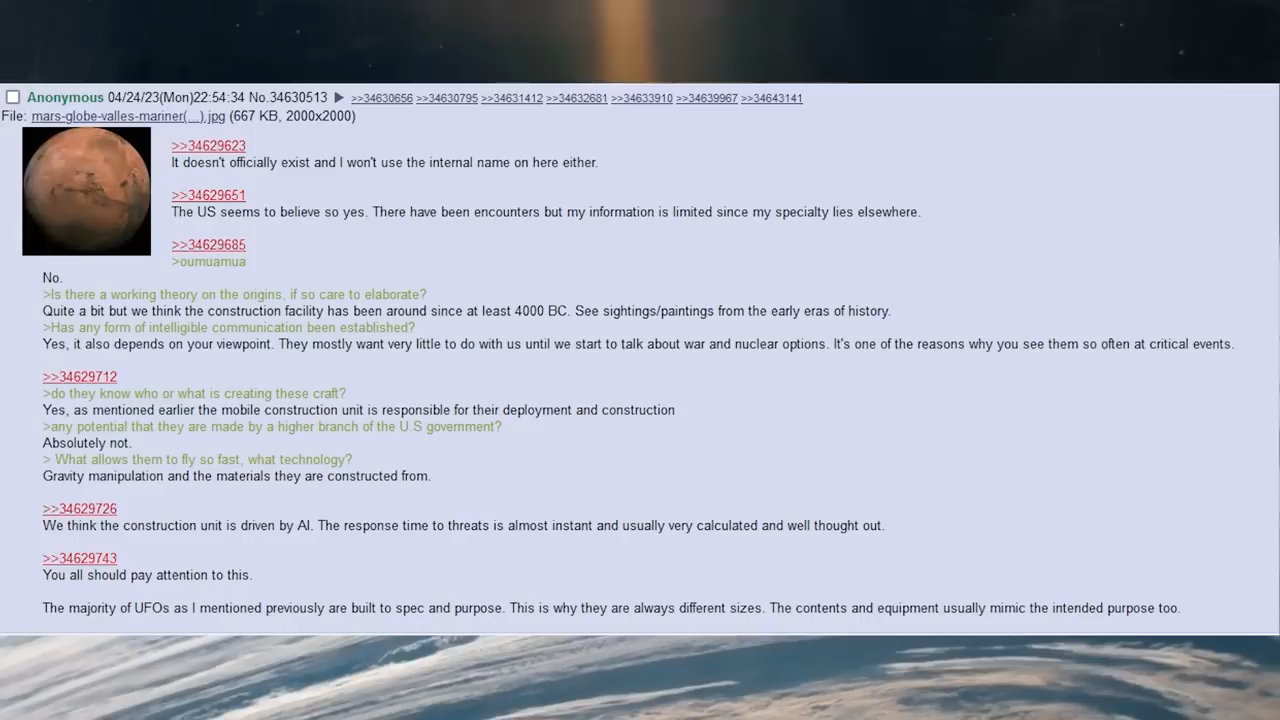 Anonymous 04/24/23(Mon)22:54:34 No.34630513 ▶ >>34630656 >>34630795 >>34631412 >>34632681 >>34633910 >>34639967 >>34643141
File: mars-globe-valles-mariner(...).jpg (667 KB, 2000x2000)
>>34629623
It doesn't officially exist and I won't use the internal name on here either.
>>34629651
The US seems to believe so yes. There have been encounters but my information is limited since my specialty lies elsewhere.
>>34629685
>oumuamua
No.
>Is there a working theory on the origins, if so care to elaborate?
Quite a bit but we think the construction facility has been around since at least 4000 BC. See sightings/paintings from the early eras of history.
>Has any form of intelligible communication been established?
Yes, it also depends on your viewpoint. They mostly want very little to do with us until we start to talk about war and nuclear options. It's one of the reasons why you see them so often at critical events.
>>34629712
>do they know who or what is creating these craft?
Yes, as mentioned earlier the mobile construction unit is responsible for their deployment and construction
>any potential that they are made by a higher branch of the U.S government?
Absolutely not.
> What allows them to fly so fast, what technology?
Gravity manipulation and the materials they are constructed from.
>>34629726
We think the construction unit is driven by AI. The response time to threats is almost instant and usually very calculated and well thought out.
>>34629743
You all should pay attention to this.
The majority of UFOs as I mentioned previously are built to spec and purpose. This is why they are always different sizes. The contents and equipment usually mimic the intended purpose too.